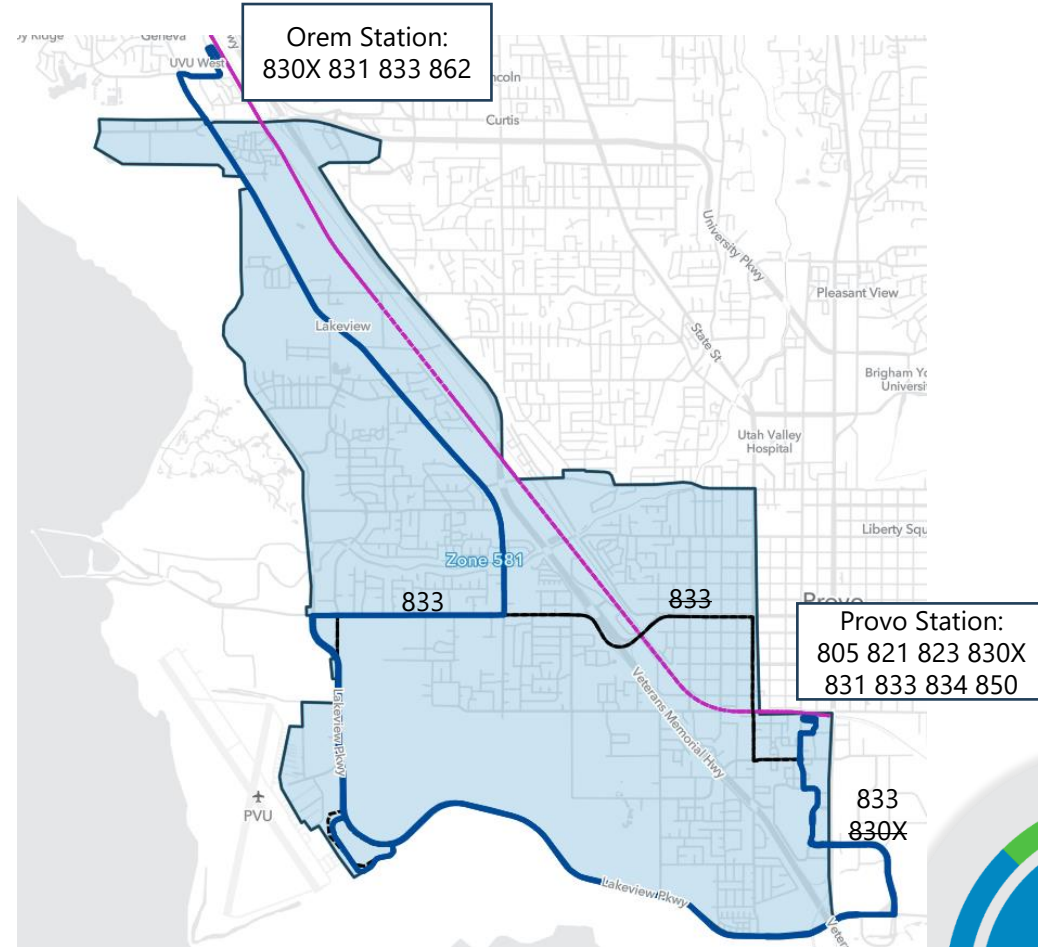 Orem Station:
830X 831 833 862
Geneva
UVU West
Curtis
University Pkwy
Pleasant View
Lakeview
State St
Utah Valley
Hospital
Liberty Squ
Zone 581
833
833
Provo
Provo Station:
805 821 823 830X
831 833 834 850
Veterans Memorial Hwy
Lakeview Pkwy
PVU
833
830X
Lakeview Pkwy